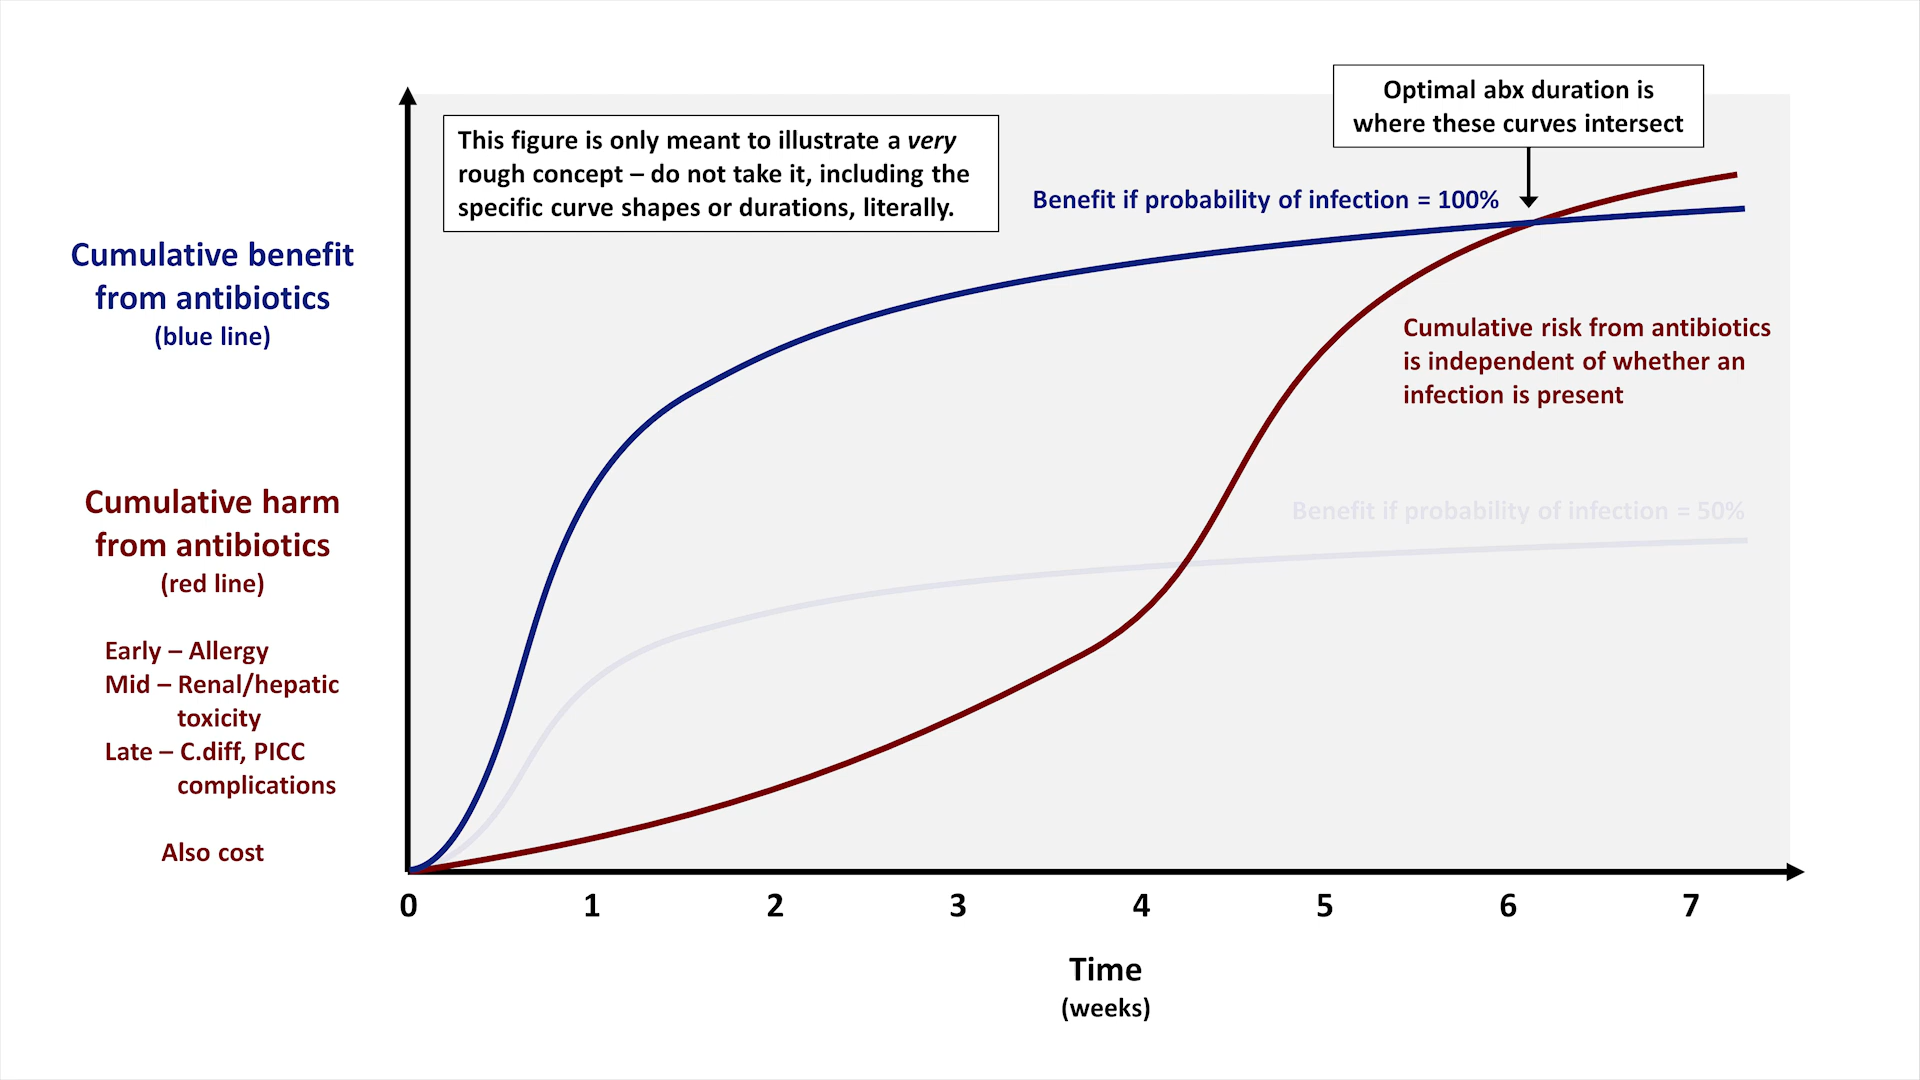 Optimal abx duration is
where these curves intersect
This figure is only meant to illustrate a very
rough concept – do not take it, including the
specific curve shapes or durations, literally.
Benefit if probability of infection = 100%
Cumulative benefit
from antibiotics
(blue line)
Cumulative risk from antibiotics
is independent of whether an
infection is present
Cumulative harm
from antibiotics
(red line)
Benefit if probability of infection = 50%
Early – Allergy
Mid – Renal/hepatic
toxicity
Late – C.diff, PICC
complications
Also cost
0 1 2 3 4 5 6 7
Time
(weeks)